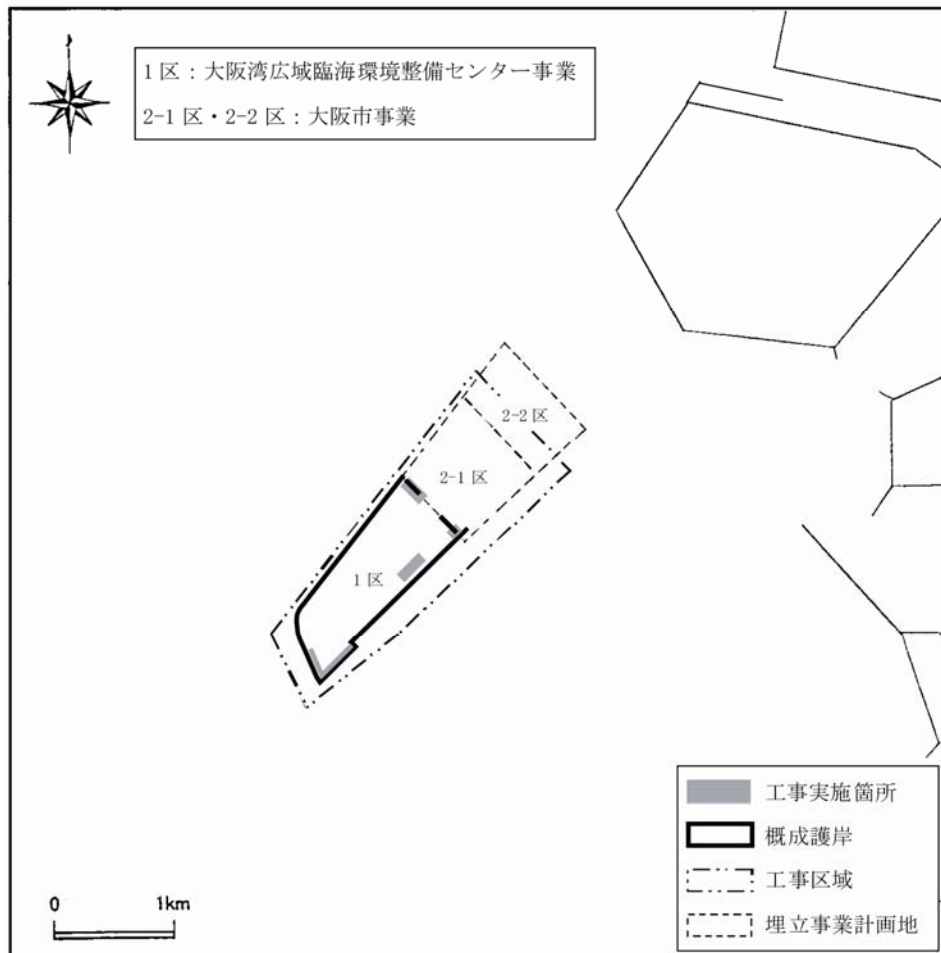 1区：大阪湾広域臨海環境整備センター事業
2-1区・2-2区：大阪市事業
2-2区
2-1区
1区
工事実施箇所
概成護岸
工事区域
埋立事業計画地
0 1km